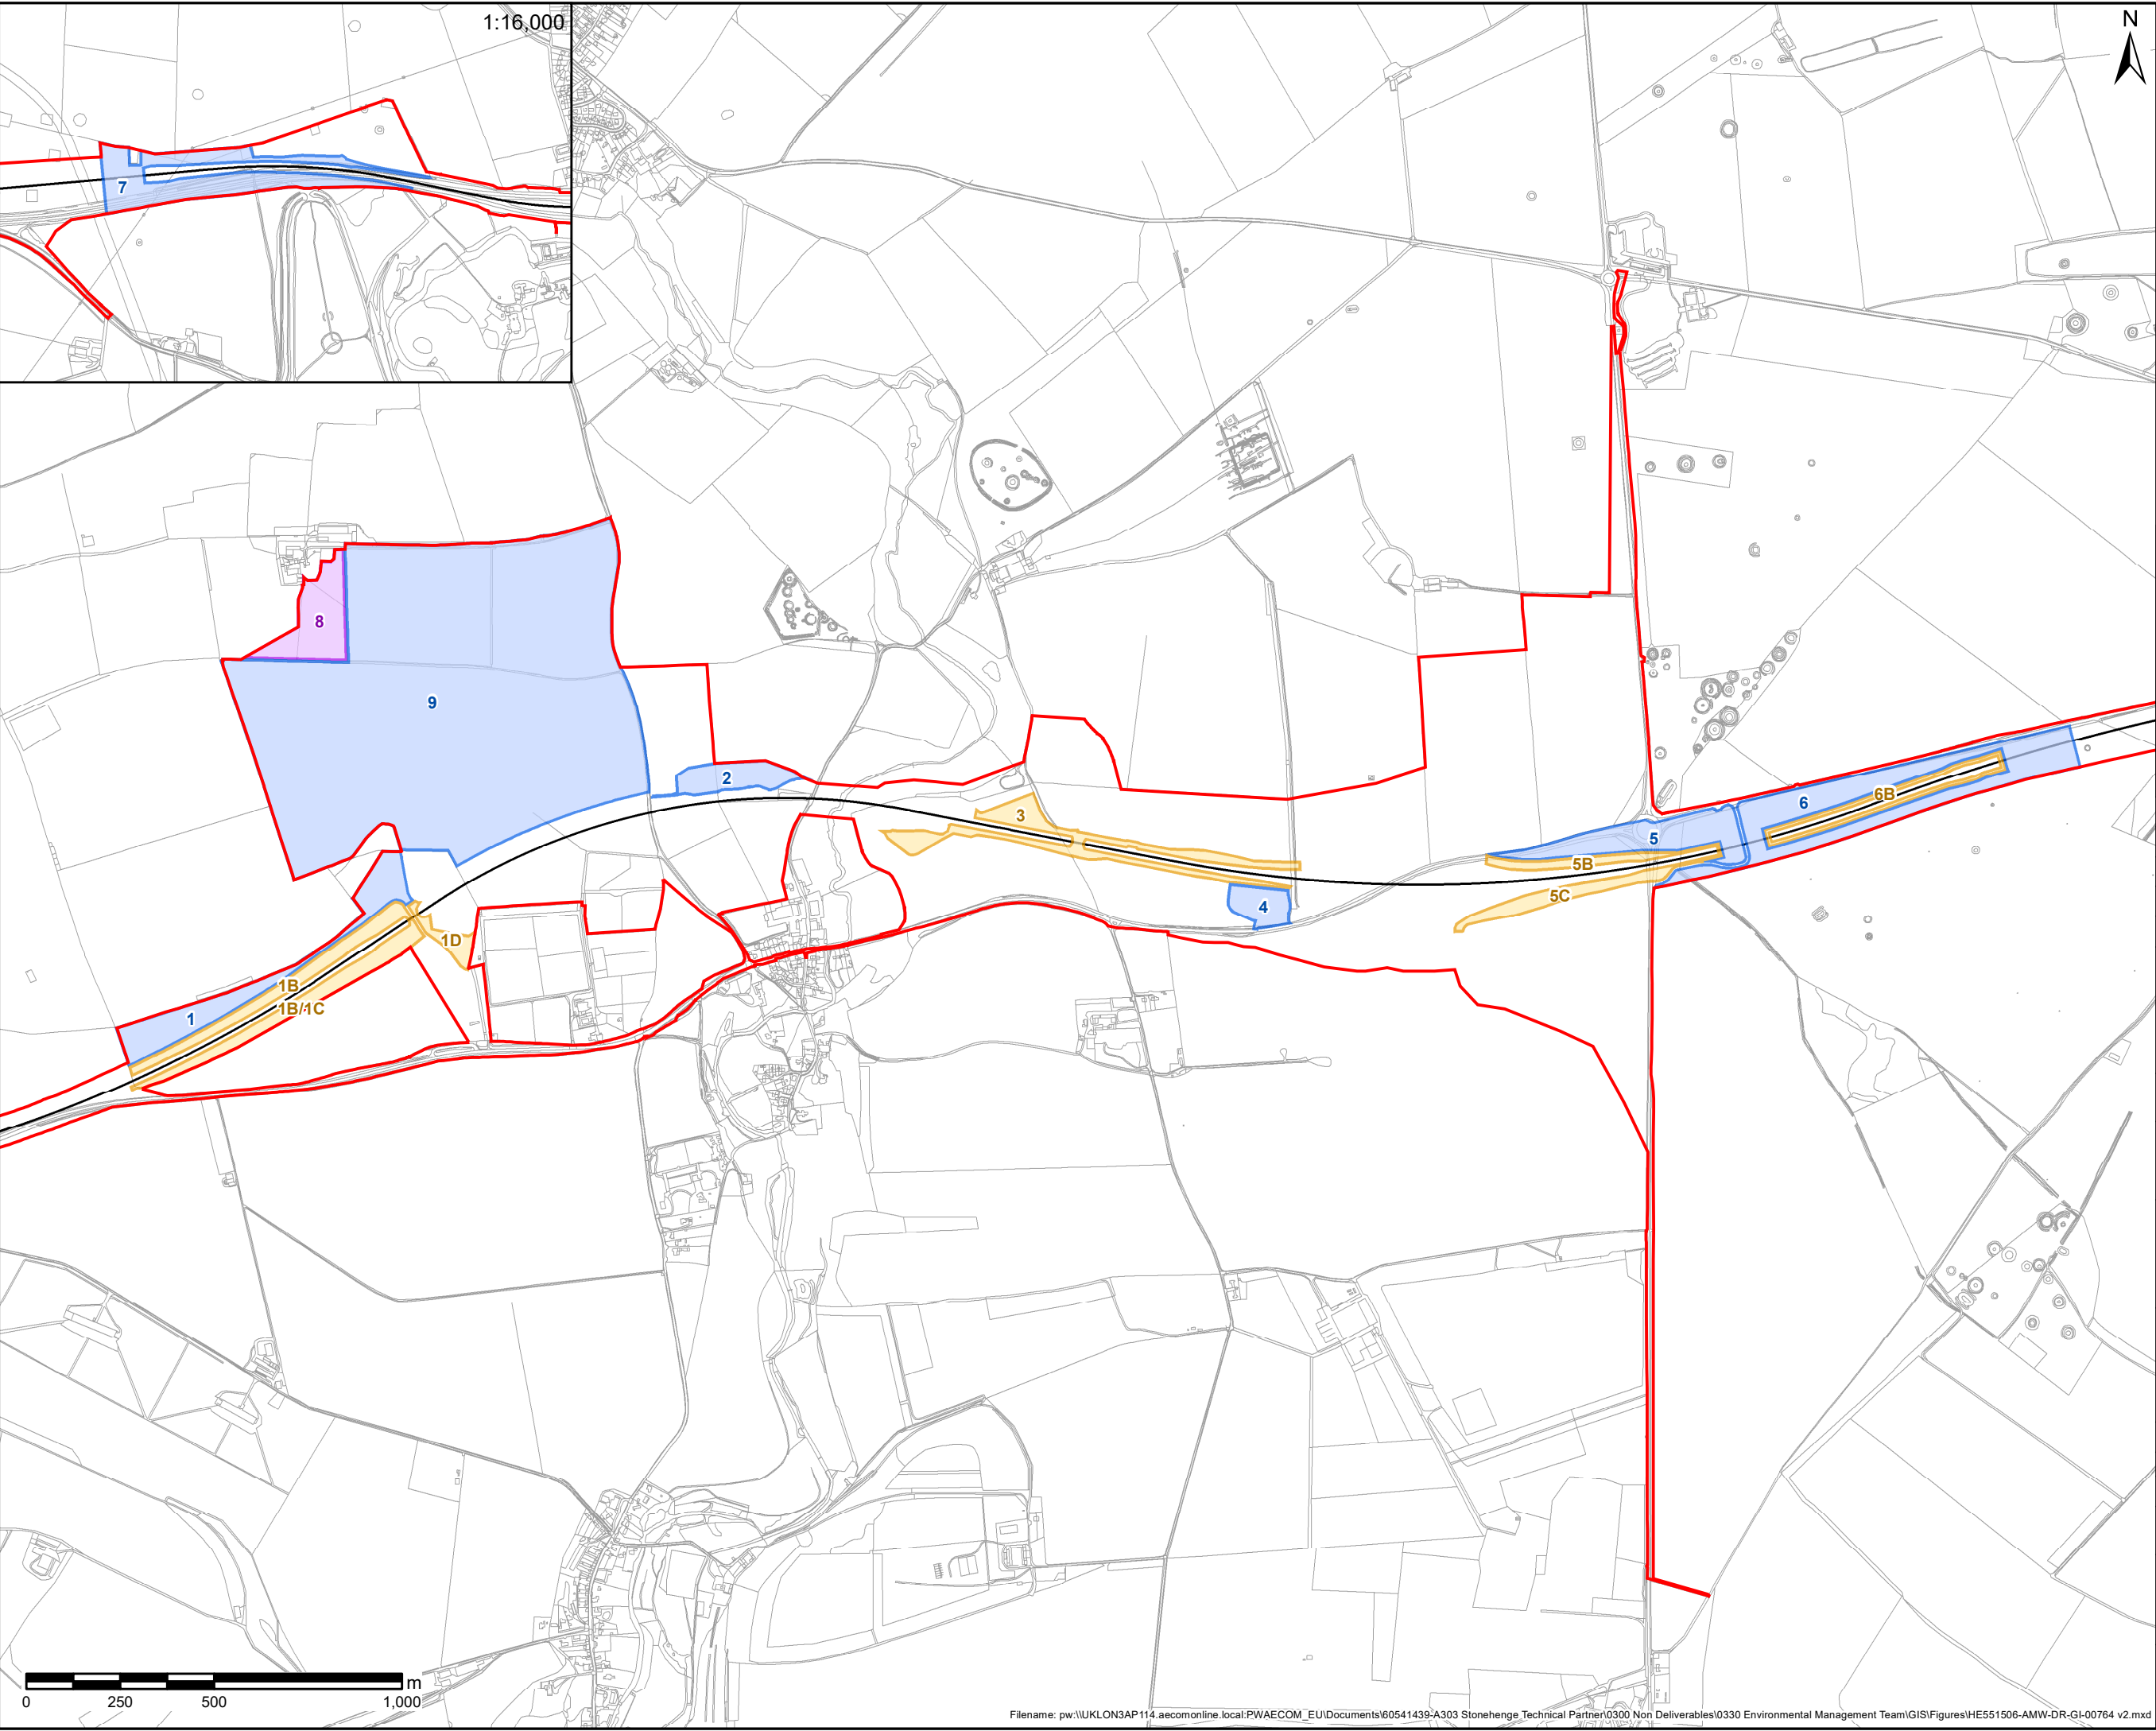 1:16,000
N
7
8
9
2
3
6
6B
5
5B
5C
4
1D
1B
1B/1C
1
m
0 250 500 1,000
Filename: pw:\\UKLON3AP114.aecomonline.local:PWAECOM_EU\Documents\60541439-A303 Stonehenge Technical Partner\0300 Non Deliverables\0330 Environmental Management Team\GIS\Figures\HE551506-AMW-DR-GI-00764 v2.mxd